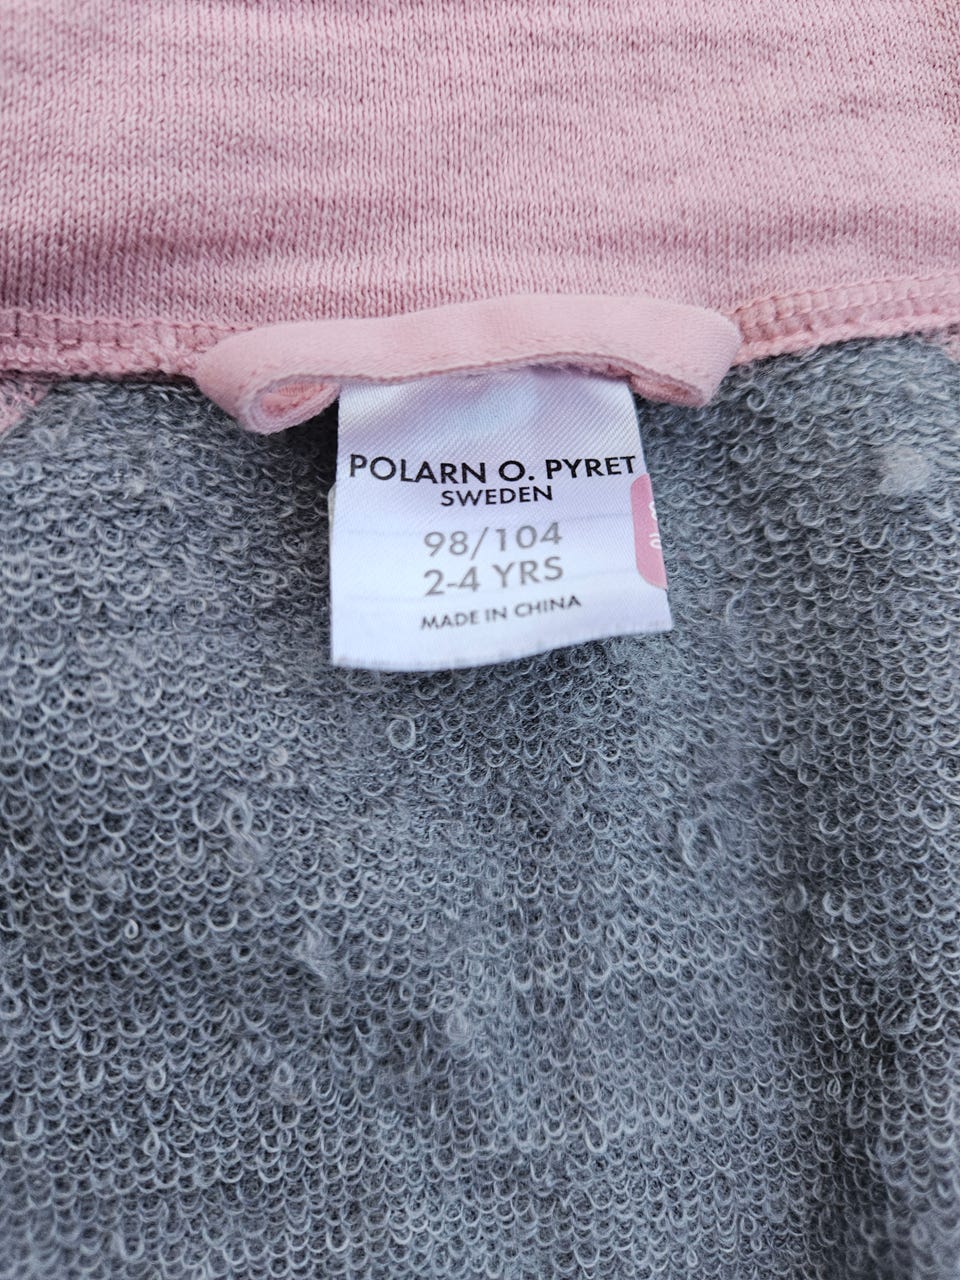 POLARN O. PYRET
SWEDEN
98/104
2-4 YRS
MADE IN CHINA